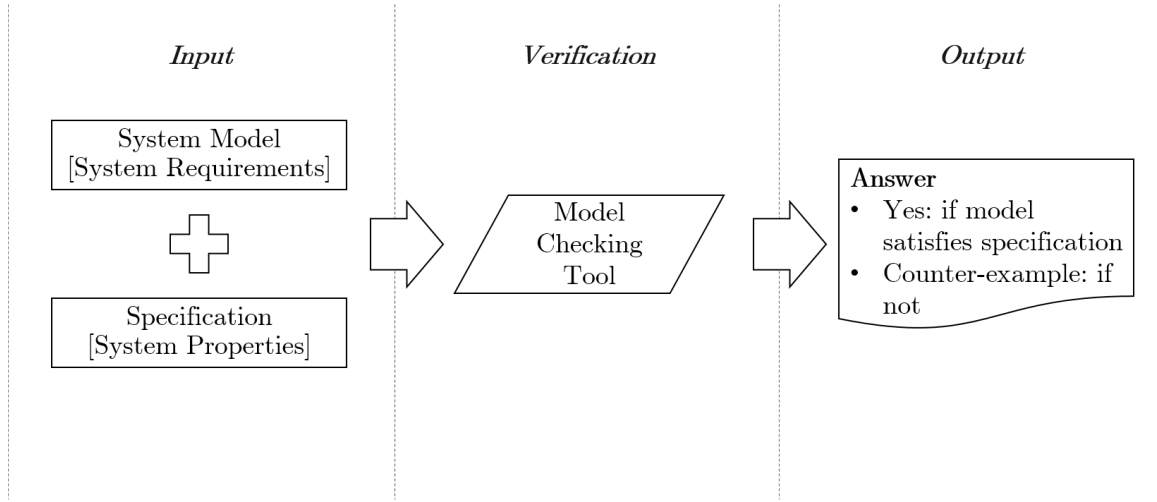 Input
Verification
Output
System Model
[System Requirements]
Specification
[System Properties]
Model
Checking
Tool
Answer
• Yes: if model
satisfies specification
• Counter-example: if
not